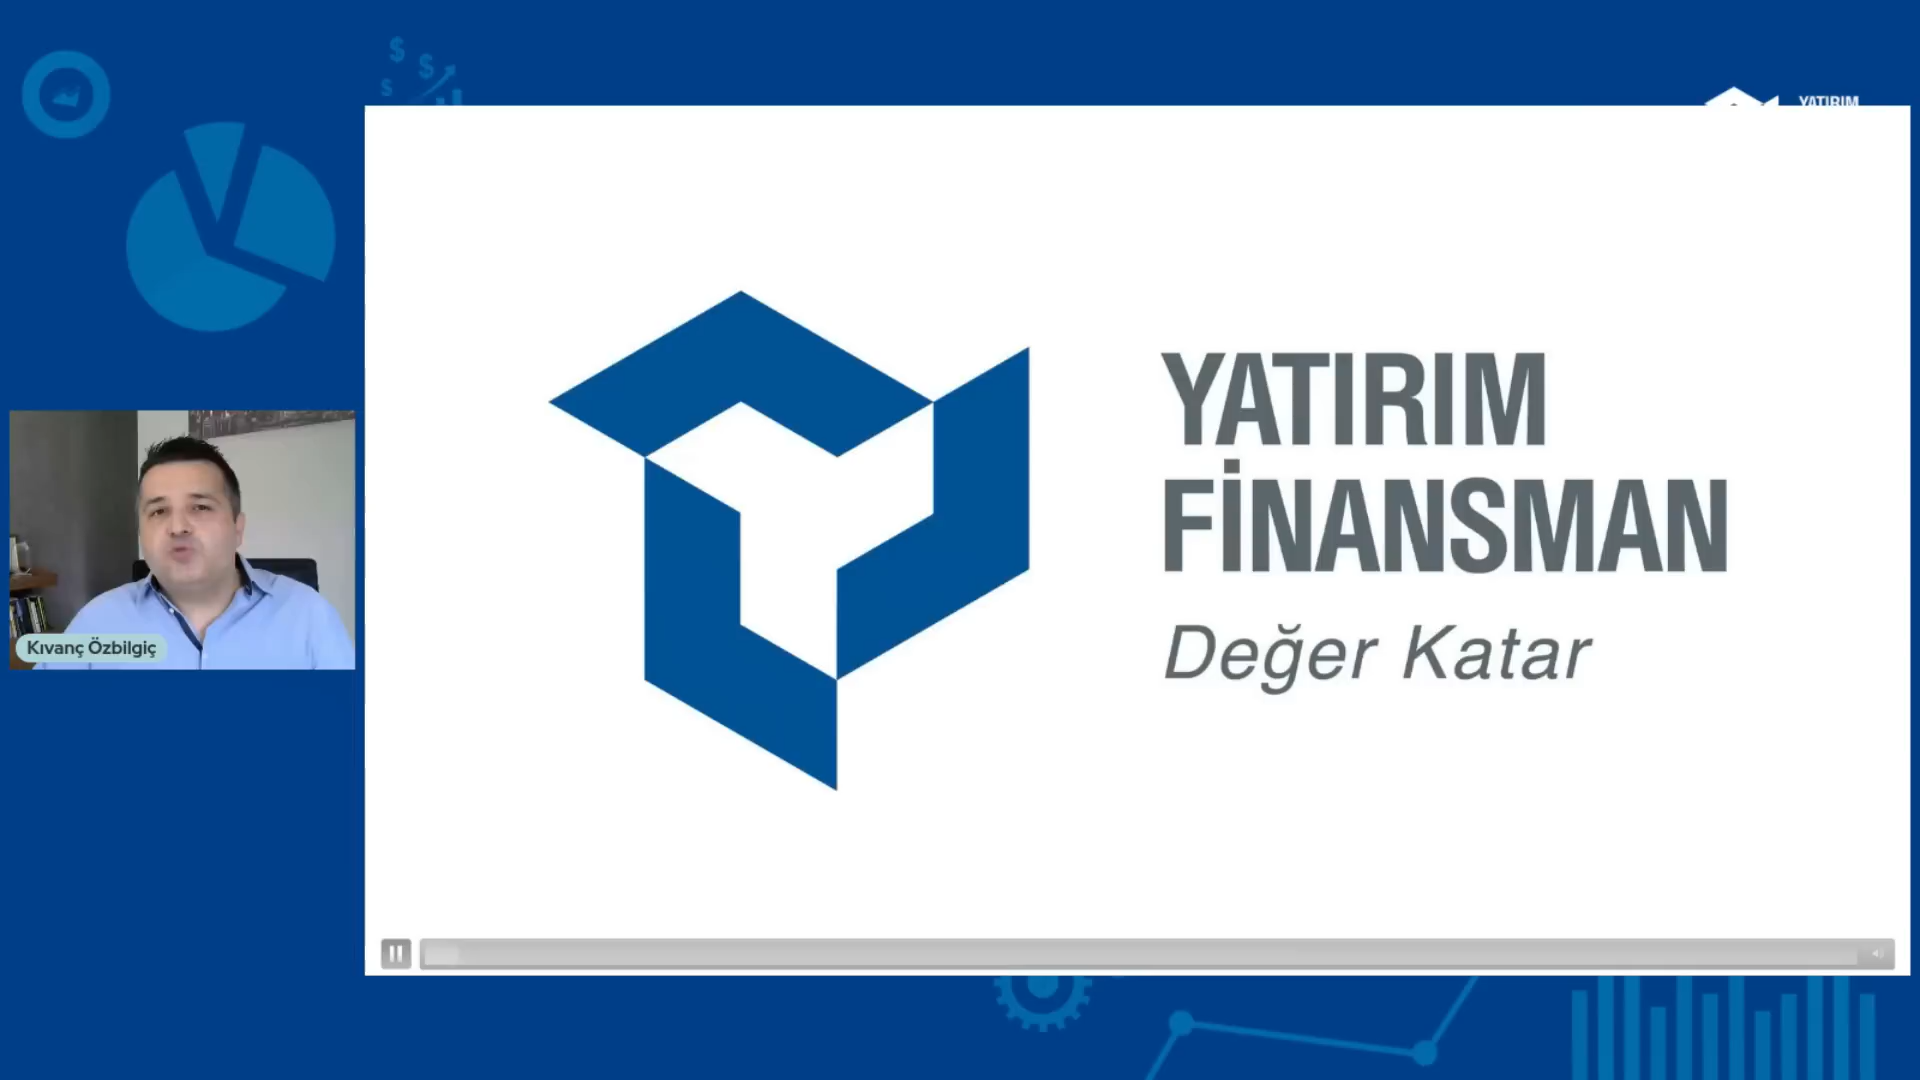 YATIRIM
YATIRIM
FİNANSMAN
Değer Katar
Kıvanç Özbilgiç